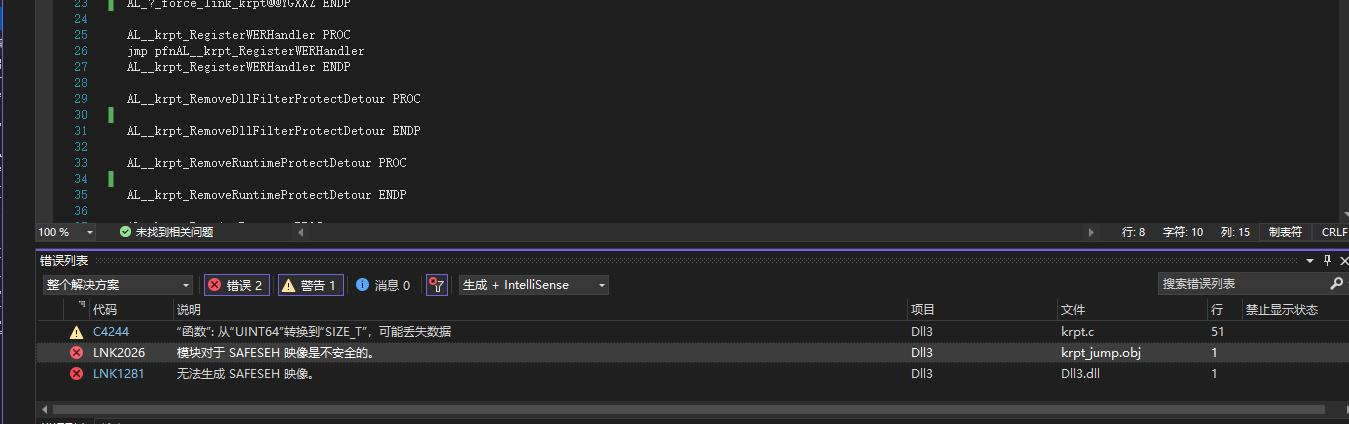 23 AL_?_force_link_krpt@@YGXXZ ENDP
24
25 AL__krpt_RegisterWERHandler PROC
26 jmp pfnAL__krpt_RegisterWERHandler
27 AL__krpt_RegisterWERHandler ENDP
28
29 AL__krpt_RemoveDllFilterProtectDetour PROC
30
31 AL__krpt_RemoveDllFilterProtectDetour ENDP
32
33 AL__krpt_RemoveRuntimeProtectDetour PROC
34
35 AL__krpt_RemoveRuntimeProtectDetour ENDP
36
100 % 未找到相关问题 行: 8 字符: 10 列: 15 制表符 CRLF
错误列表
整个解决方案 错误 2 警告 1 消息 0 生成 + IntelliSense 搜索错误列表
代码 说明 项目 文件 行 禁止显示状态
C4244 “函数”: 从“UINT64”转换到“SIZE_T”，可能丢失数据 Dll3 krpt.c 51
LNK2026 模块对于 SAFESEH 映像是不安全的。 Dll3 krpt_jump.obj 1
LNK1281 无法生成 SAFESEH 映像。 Dll3 Dll3.dll 1